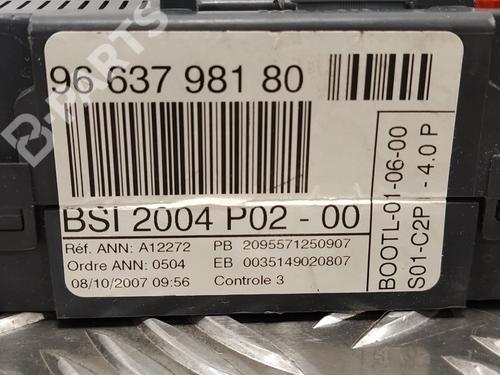 96 637 981 80
BSI 2004 P02 - 00
Réf. ANN: A12272 PB 2095571250907
Ordre ANN: 0504 EB 0035149020807
08/10/2007 09:56 Controle 3
BOOTL-01-06-00
S01-C2P - 4.0 P
B-PARTS